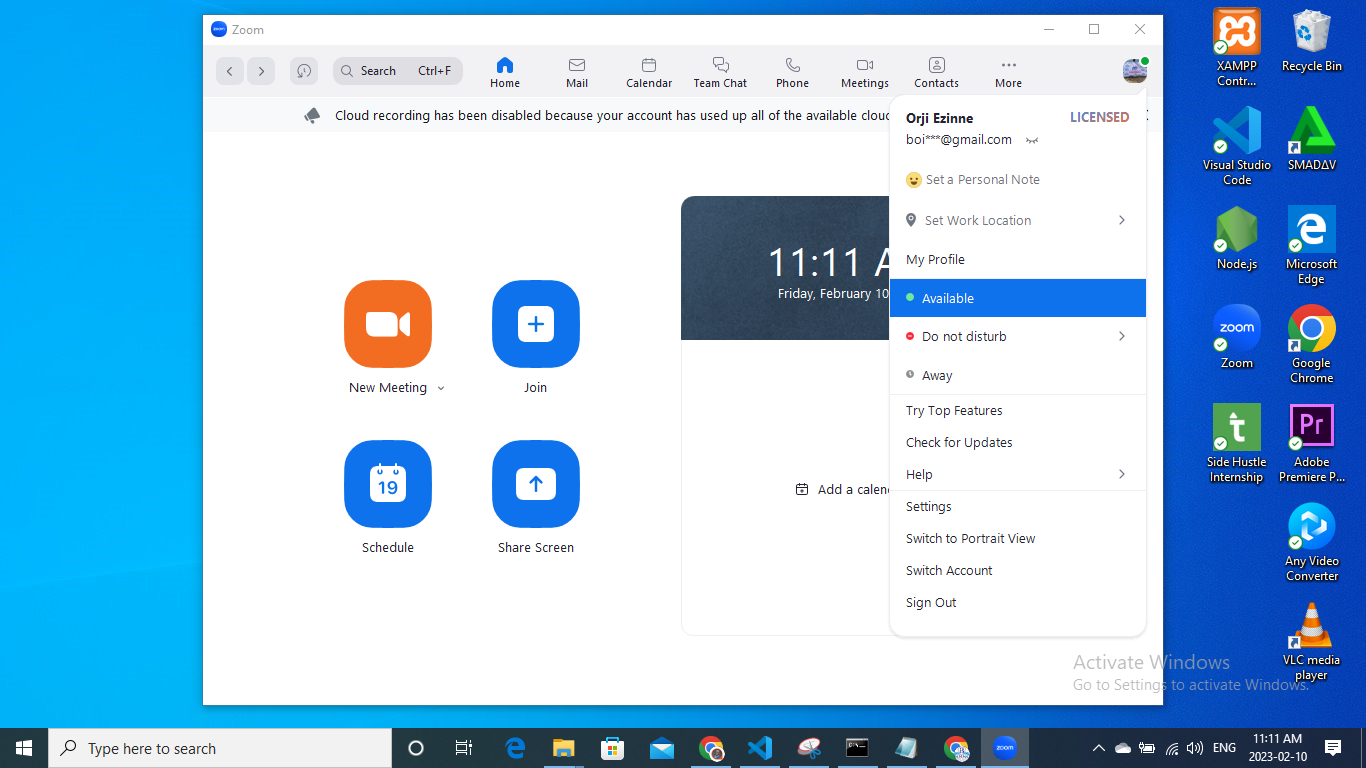 zoom Zoom
Search Ctrl+F
Home
Mail
Calendar
Team Chat
Phone
Meetings
Contacts
More
Cloud recording has been disabled because your account has used up all of the available cloud
Orji Ezinne LICENSED
boi***@gmail.com
Set a Personal Note
Set Work Location
My Profile
Available
Do not disturb
Away
Try Top Features
Check for Updates
Help
Settings
Switch to Portrait View
Switch Account
Sign Out
11:11 A
Friday, February 10
Add a calen
New Meeting
Join
19
Schedule
Share Screen
XAMPP
Contr...
Recycle Bin
Visual Studio
Code
SMADΔV
Node.js
Microsoft
Edge
zoom
Zoom
Google
Chrome
t
Side Hustle
Internship
Pr
Adobe
Premiere P...
Any Video
Converter
VLC media
player
Activate Windows
Go to Settings to activate Windows.
Type here to search
zoom
ENG
11:11 AM
2023-02-10